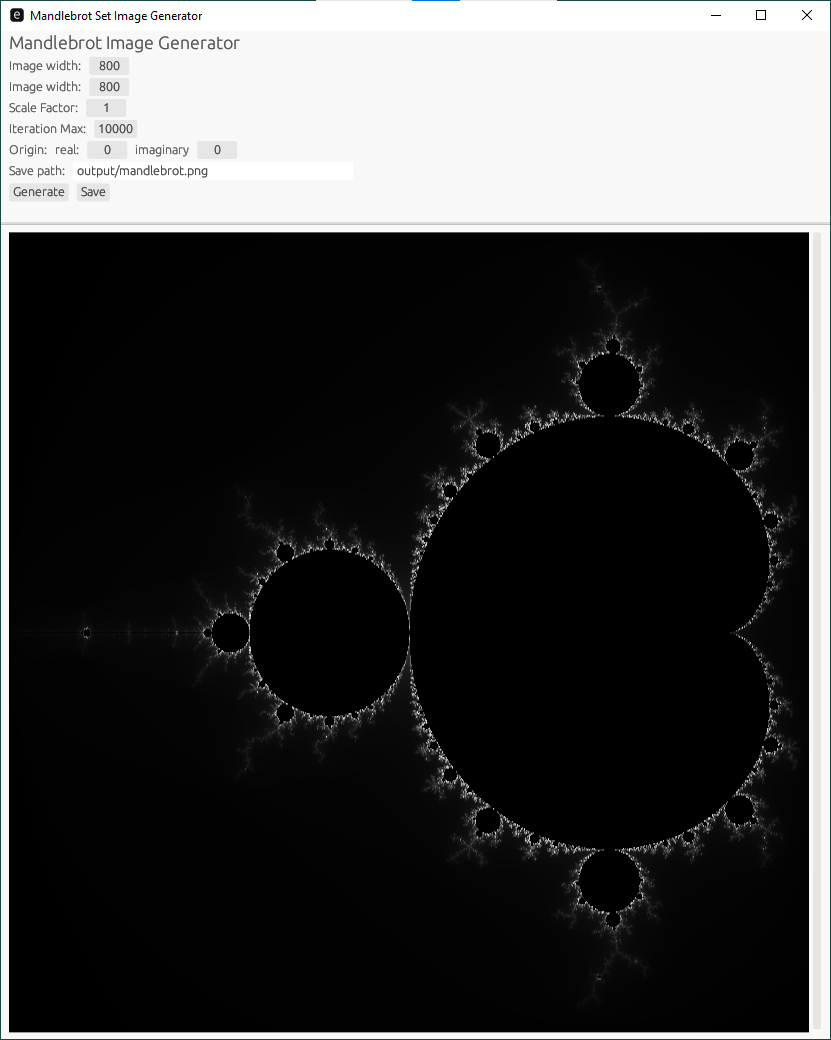 Mandelbrot Set Image Generator
Mandlebrot Image Generator
Image width: 800
Image width: 800
Scale Factor: 1
Iteration Max: 10000
Origin: real: 0 imaginary 0
Save path: output/mandlebrot.png
Generate Save